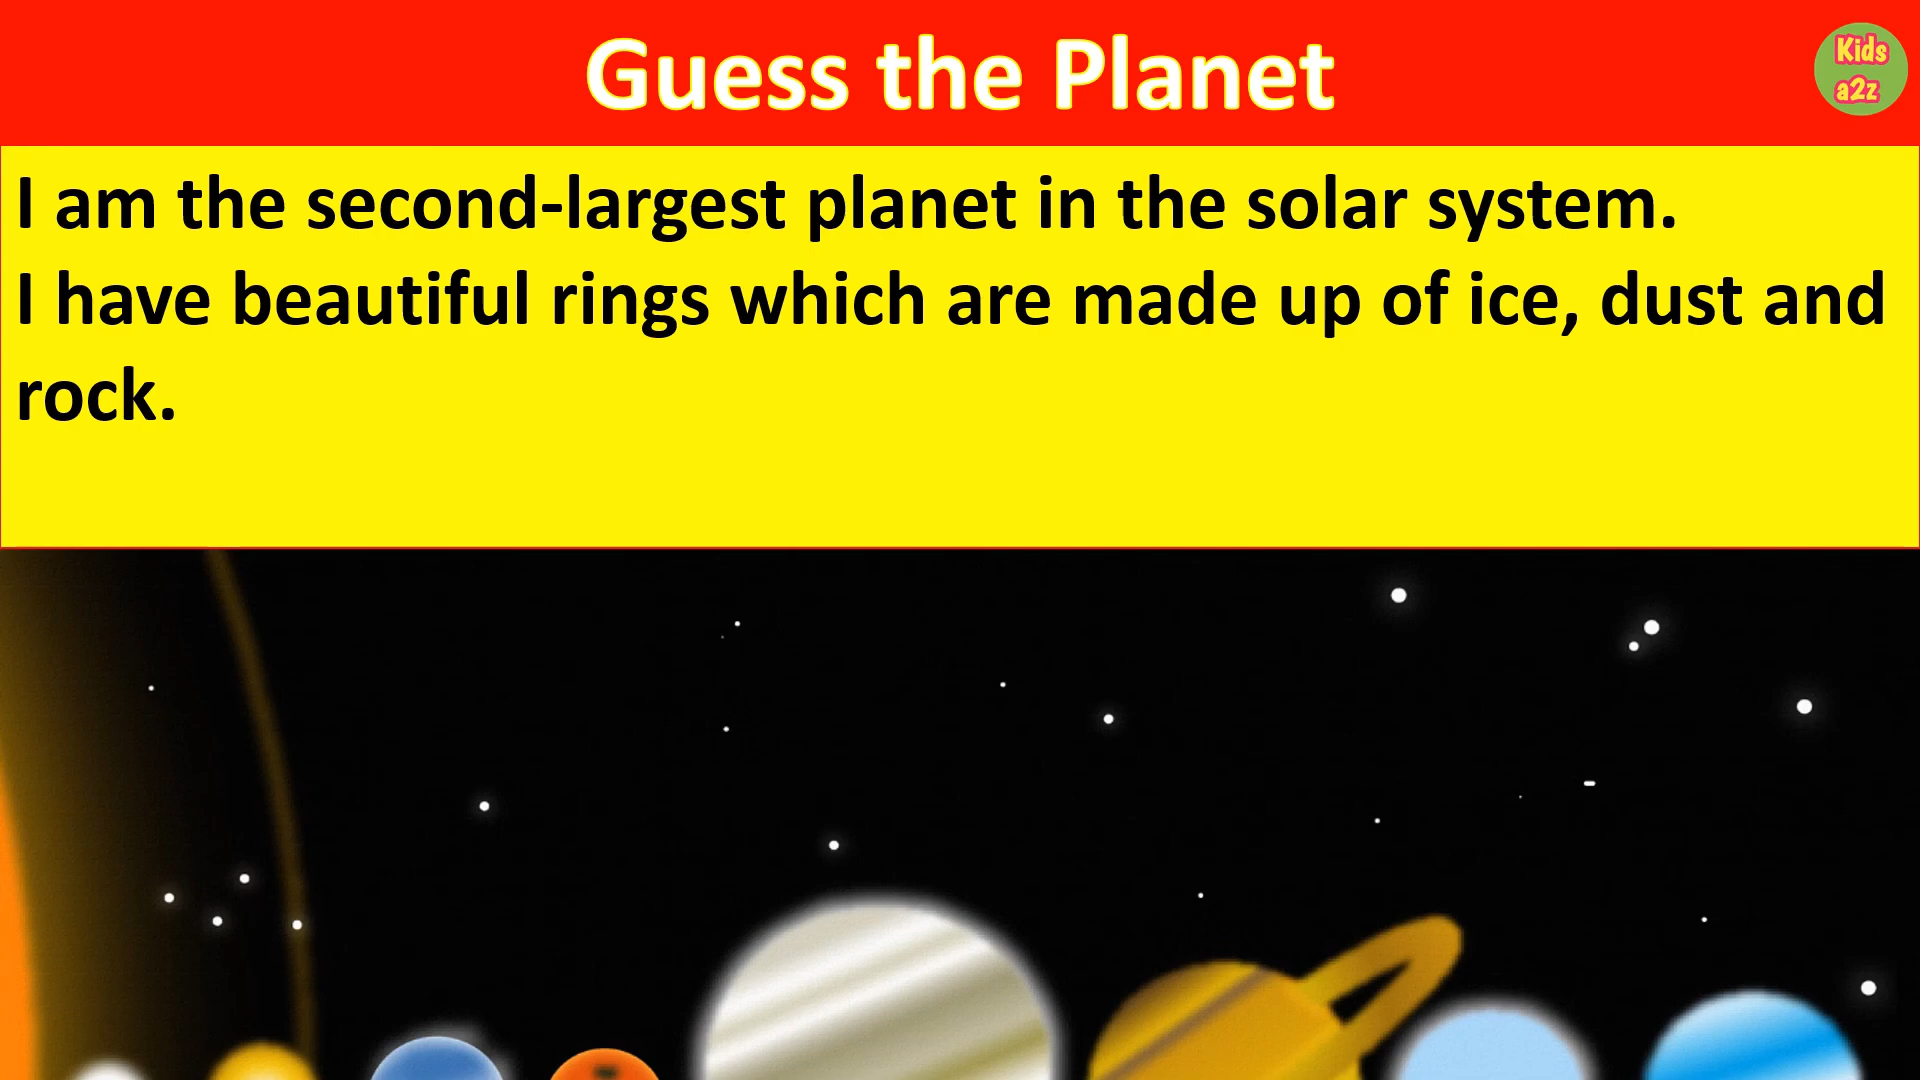 Guess the Planet
Kids
a2z
I am the second-largest planet in the solar system.
I have beautiful rings which are made up of ice, dust and
rock.